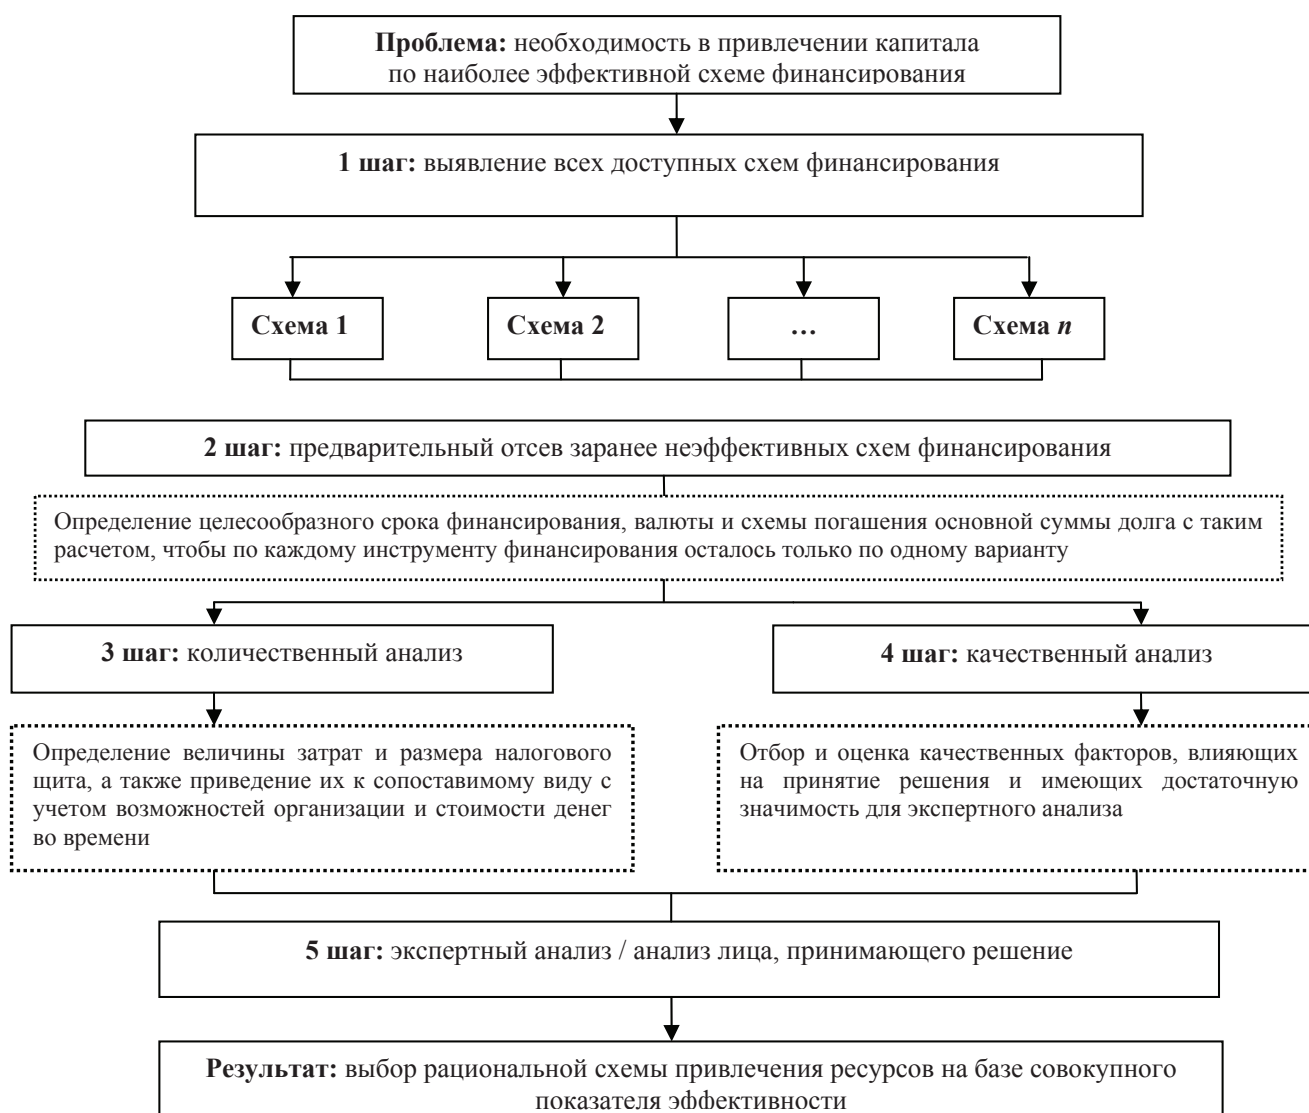 Проблема: необходимость в привлечении капитала
по наиболее эффективной схеме финансирования
1 шаг: выявление всех доступных схем финансирования
Схема 1
Схема 2
…
Схема n
2 шаг: предварительный отсев заранее неэффективных схем финансирования
Определение целесообразного срока финансирования, валюты и схемы погашения основной суммы долга с таким
расчетом, чтобы по каждому инструменту финансирования осталось только по одному варианту
3 шаг: количественный анализ
4 шаг: качественный анализ
Определение величины затрат и размера налогового
щита, а также приведение их к сопоставимому виду с
учетом возможностей организации и стоимости денег
во времени
Отбор и оценка качественных факторов, влияющих
на принятие решения и имеющих достаточную
значимость для экспертного анализа
5 шаг: экспертный анализ / анализ лица, принимающего решение
Результат: выбор рациональной схемы привлечения ресурсов на базе совокупного
показателя эффективности